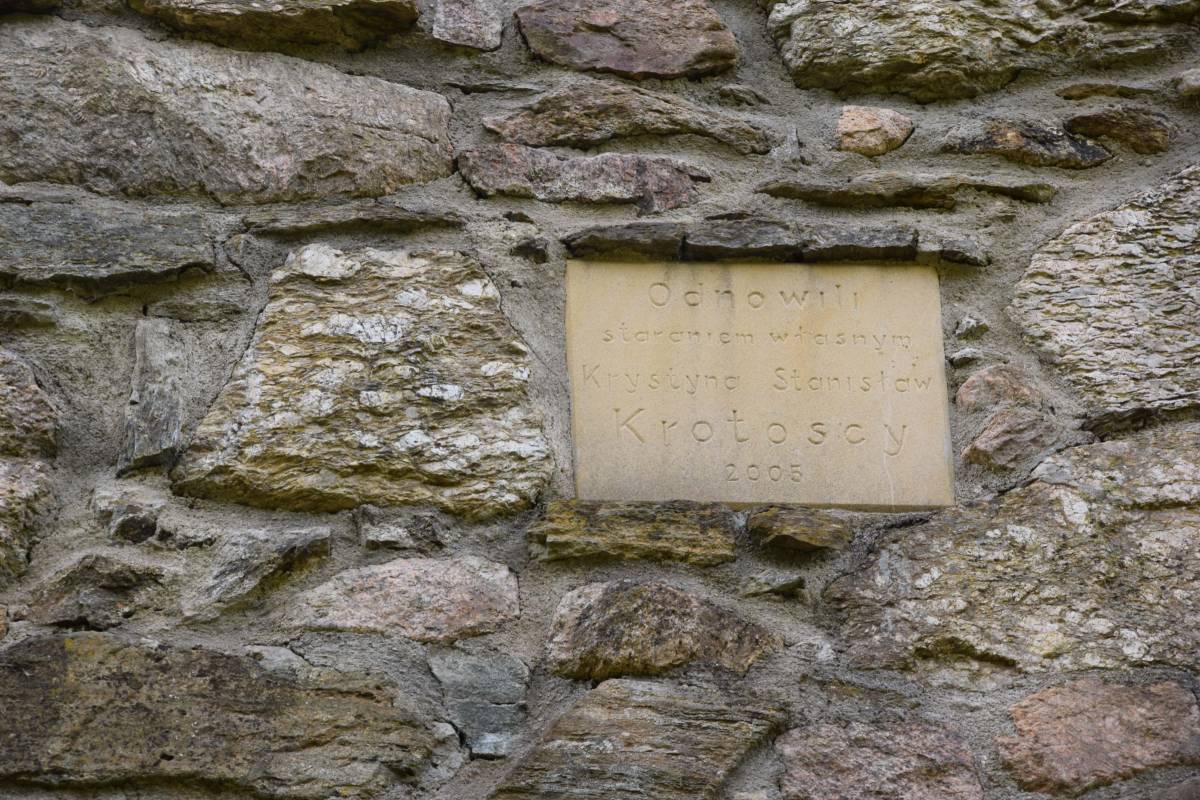 Odnowili
staraniem własnym
Krystyna Stanisław
Krotoscy
2005